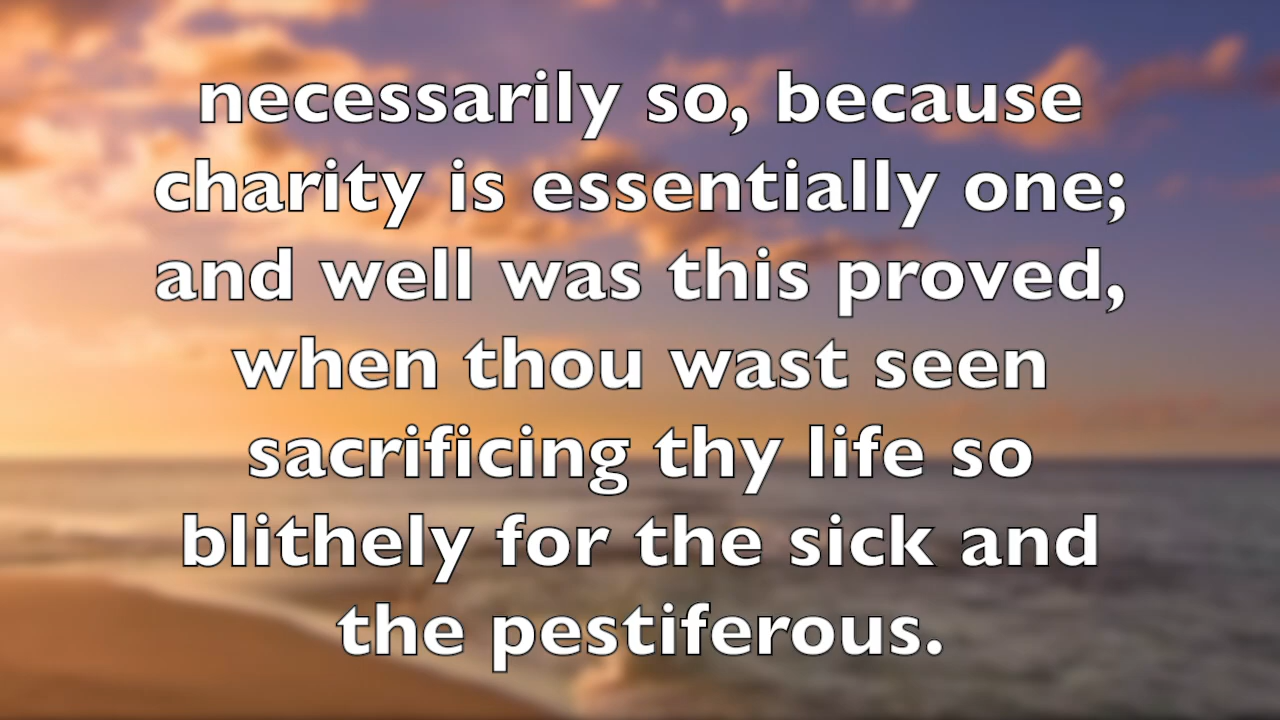 necessarily so, because
charity is essentially one;
and well was this proved,
when thou wast seen
sacrificing thy life so
blithely for the sick and
the pestiferous.